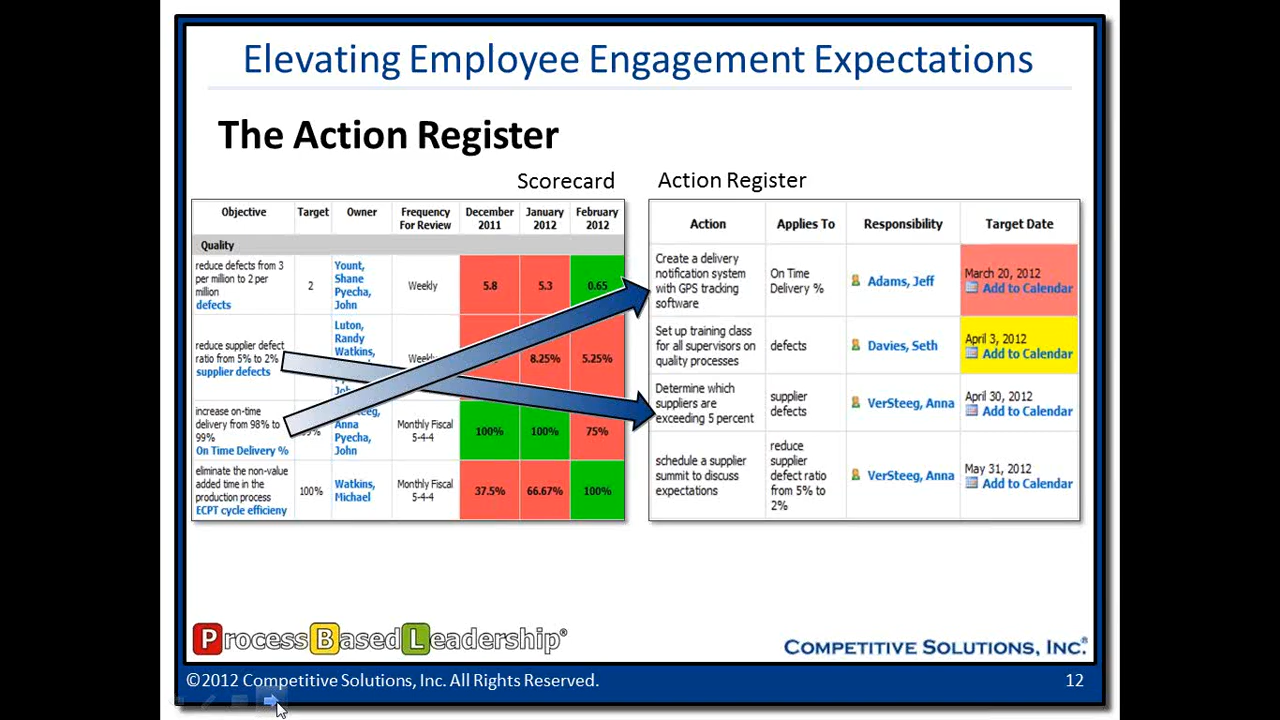 Elevating Employee Engagement Expectations
The Action Register
Scorecard
Objective Target Owner Frequency For Review December 2011 January 2012 February 2012
Quality
reduce defects from 3
per million to 2 per
million
defects
2
Yount,
Shane
Pyecha,
John
Weekly
5.8
5.3
0.65
reduce supplier defect
ratio from 5% to 2%
supplier defects
Luton,
Randy
Watkins,
8.25%
5.25%
increase on-time
delivery from 98% to
99%
On Time Delivery %
Anna
Pyecha,
John
Monthly Fiscal
5-4-4
100%
100%
75%
eliminate the non-value
added time in the
production process
ECPT cycle efficieny
100%
Watkins,
Michael
Monthly Fiscal
5-4-4
37.5%
66.67%
100%
Action Register
Action Applies To Responsibility Target Date
Create a delivery
notification system
with GPS tracking
software
On Time
Delivery %
Adams, Jeff
March 20, 2012
Add to Calendar
Set up training class
for all supervisors on
quality processes
defects
Davies, Seth
April 3, 2012
Add to Calendar
Determine which
suppliers are
exceeding 5 percent
supplier
defects
VerSteeg, Anna
April 30, 2012
Add to Calendar
schedule a supplier
summit to discuss
expectations
reduce
supplier
defect ratio
from 5% to
2%
VerSteeg, Anna
May 31, 2012
Add to Calendar
ProcessBasedLeadership®
COMPETITIVE SOLUTIONS, INC.®
©2012 Competitive Solutions, Inc. All Rights Reserved.
12